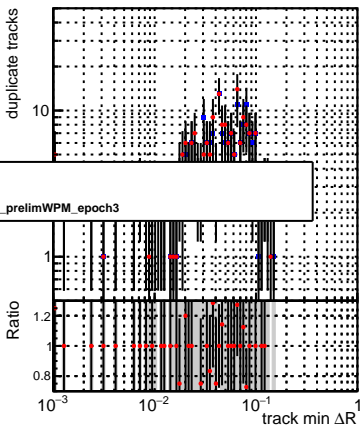 duplicate tracks
10
_prelimWPM_epoch3
1
Ratio
1.2
1
0.8
10⁻³ 10⁻² 10⁻¹ 1
track min ΔR